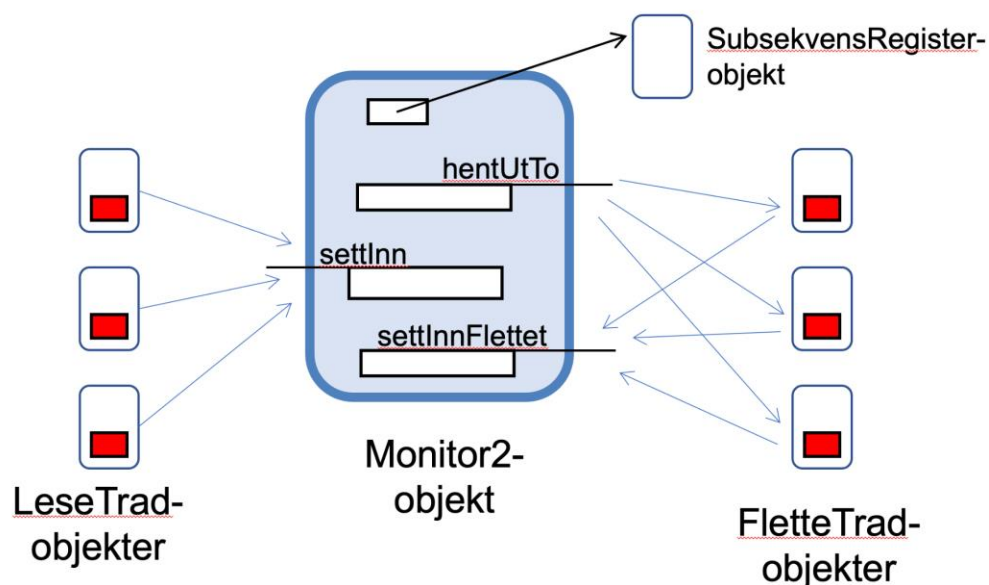 SubsekvensRegister-
objekt
hentUtTo
settInn
settInnFlettet
Monitor2-
objekt
LeseTrad-
objekter
FletteTrad-
objekter